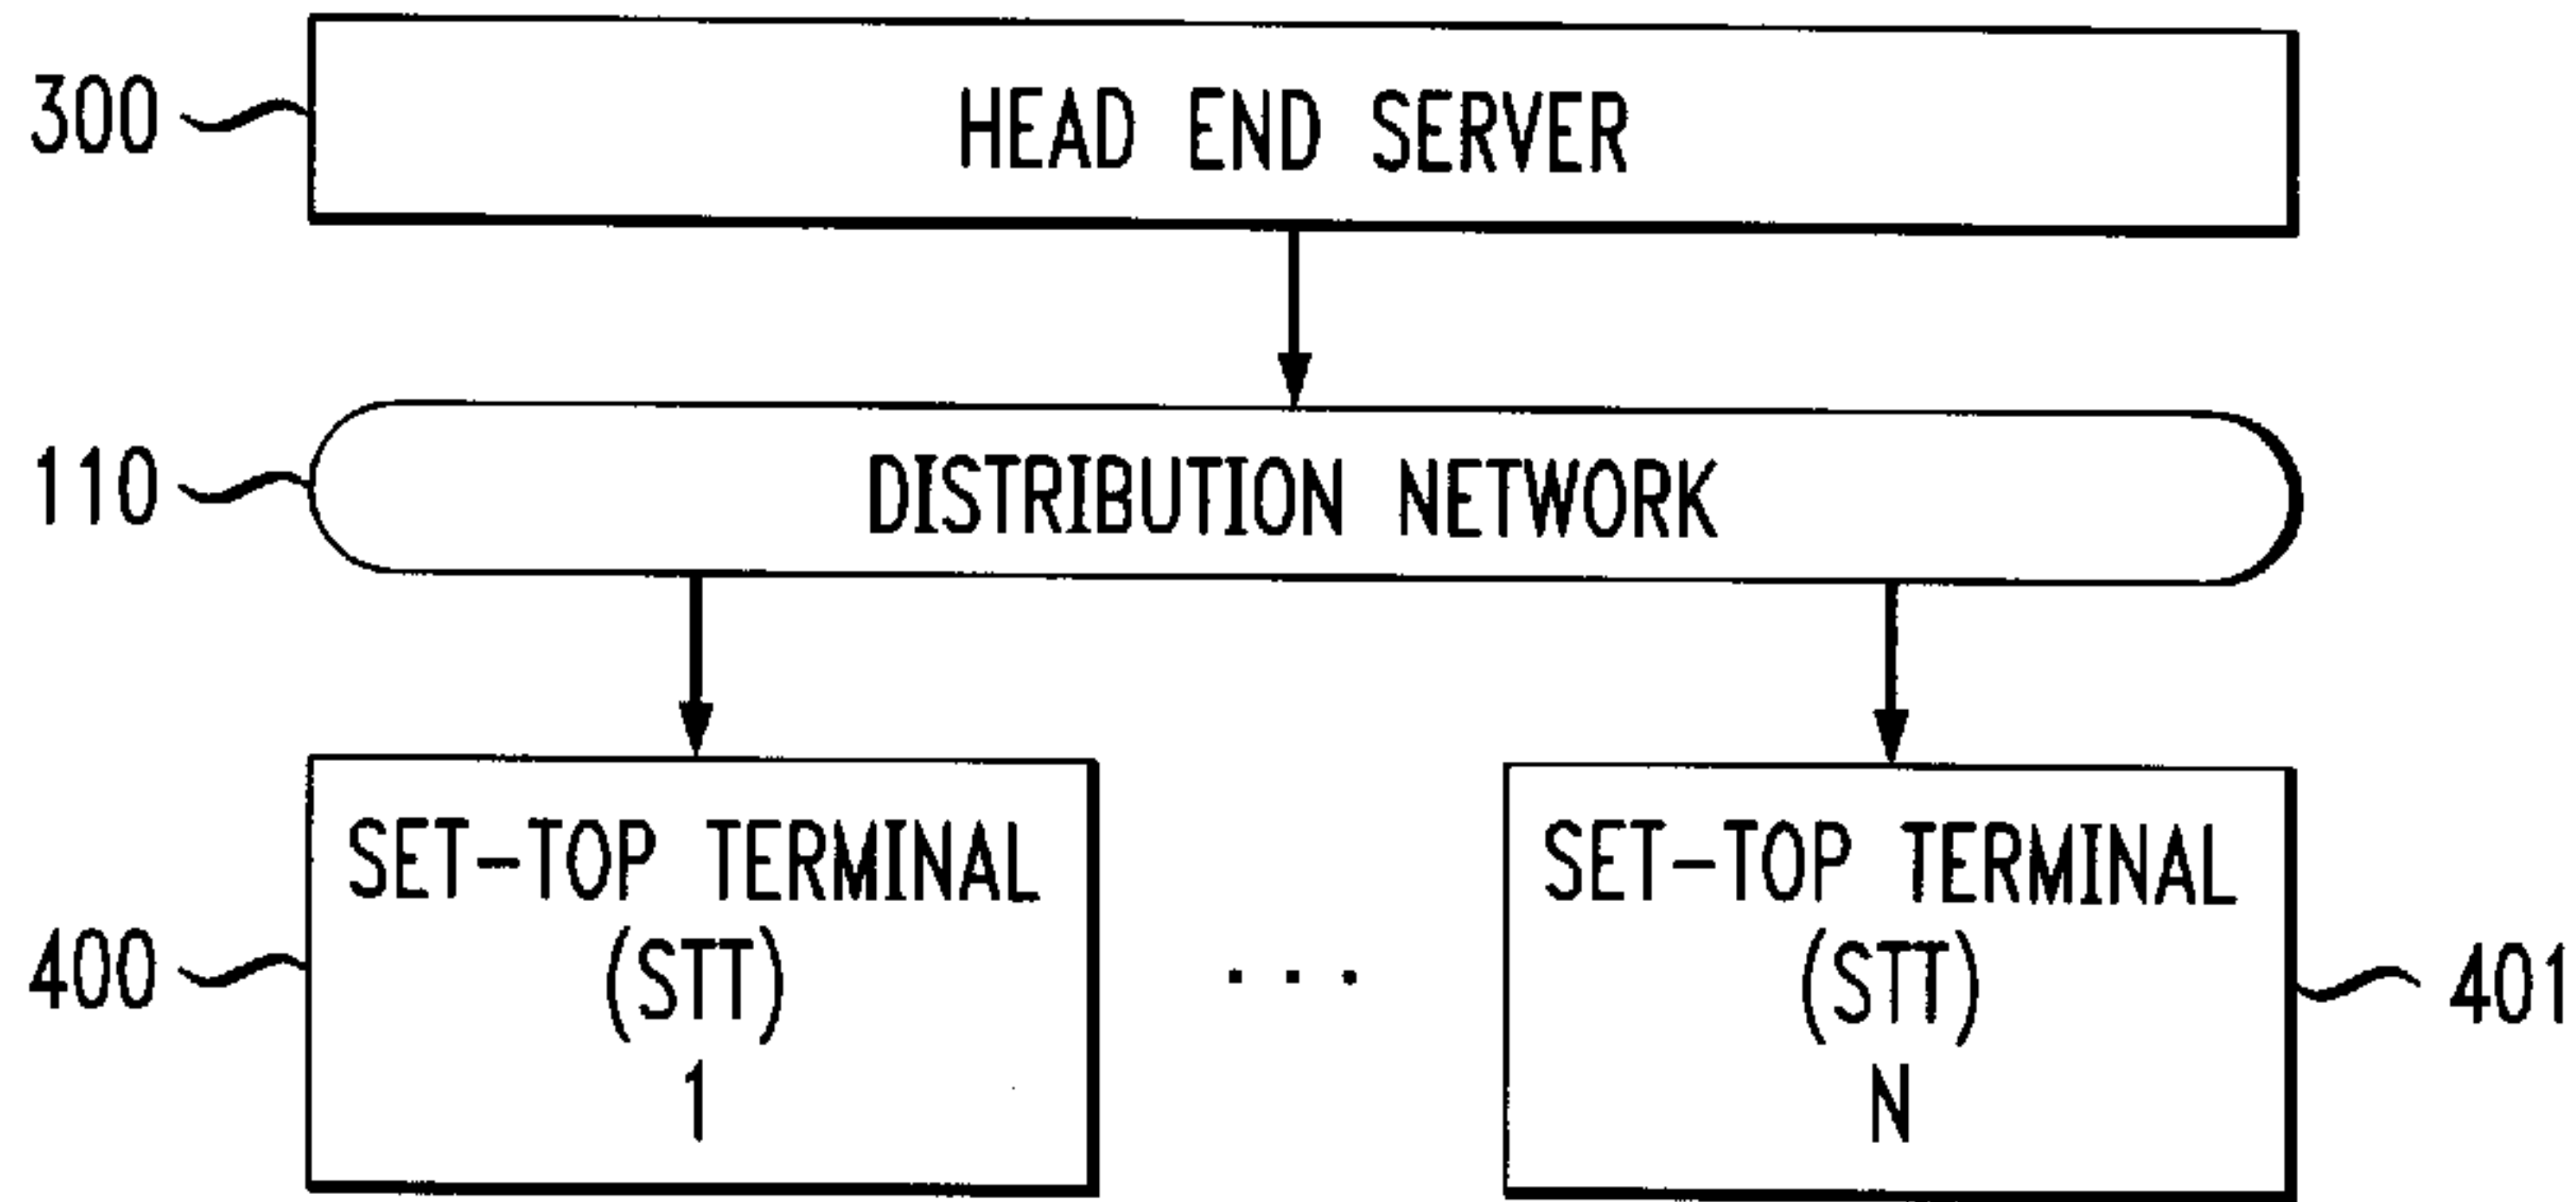 300
HEAD END SERVER
110
DISTRIBUTION NETWORK
400
SET-TOP TERMINAL
(STT)
1
. . .
SET-TOP TERMINAL
(STT)
N
401